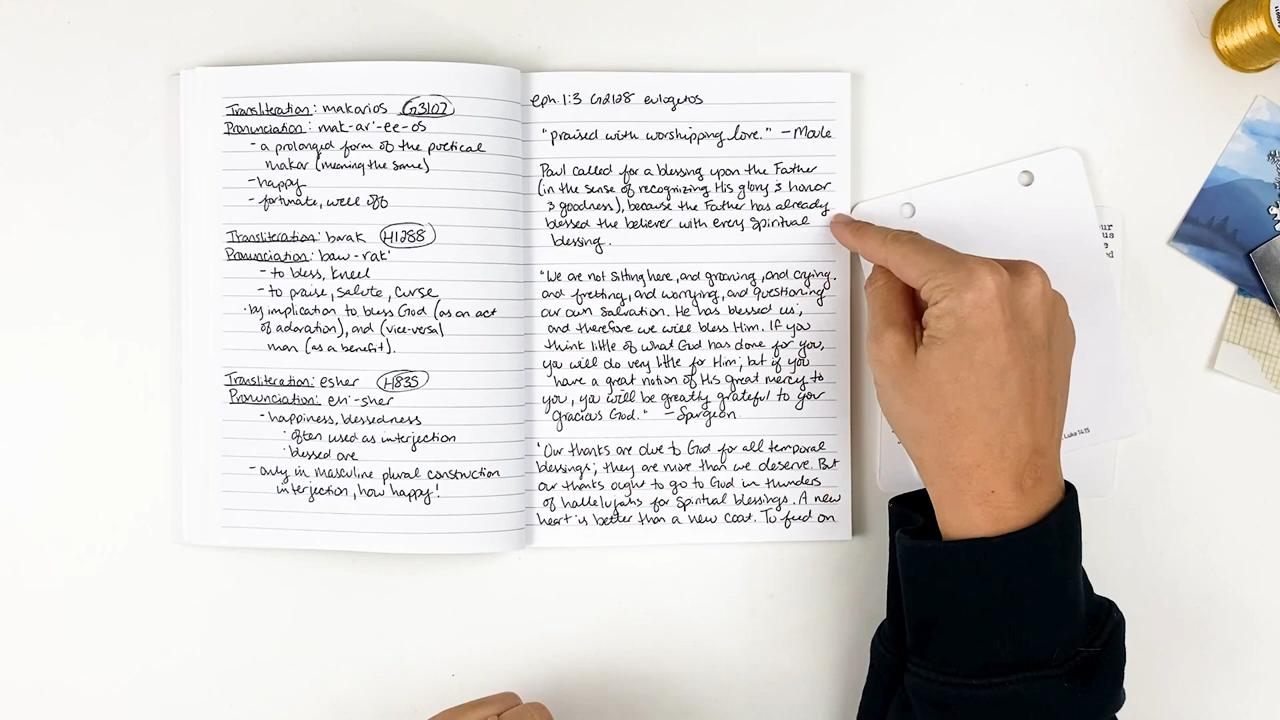 Transliteration: makarios G3107
Pronunciation: mak-ar'-ee-os
- a prolonged form of the poetical
makar (meaning the same)
- happy
- fortunate, well off
Transliteration: barak H1288
Pronunciation: baw-rak'
- to bless, kneel
- to praise, salute, curse
· by implication to bless God (as an act
of adoration), and (vice-versa)
man (as a benefit).
Transliteration: esher H835
Pronunciation: eh'-sher
- happiness, blessedness
· often used as interjection
· blessed are
- only in masculine plural construction
interjection, how happy!
eph. 1:3 G2128 eulogetos
"praised with worshipping love." - Moule
Paul called for a blessing upon the Father
(in the sense of recognizing His glory & honor
& goodness), because the Father has already
blessed the believer with every Spiritual
blessing.
"We are not sitting here, and groaning, and crying.
and fretting, and worrying, and questioning
our own salvation. He has blessed us;
and therefore we will bless Him. If you
think little of what God has done for you,
you will do very little for Him; but if you
have a great notion of His great mercy to
you, you will be greatly grateful to your
gracious God." - Spurgeon
"Our thanks are due to God for all temporal
blessings; they are more than we deserve. But
our thanks ought to go to God in thunders
of hallelujahs for spiritual blessings. A new
heart is better than a new coat. To feed on
ur
us
e
d
Luke 14:15